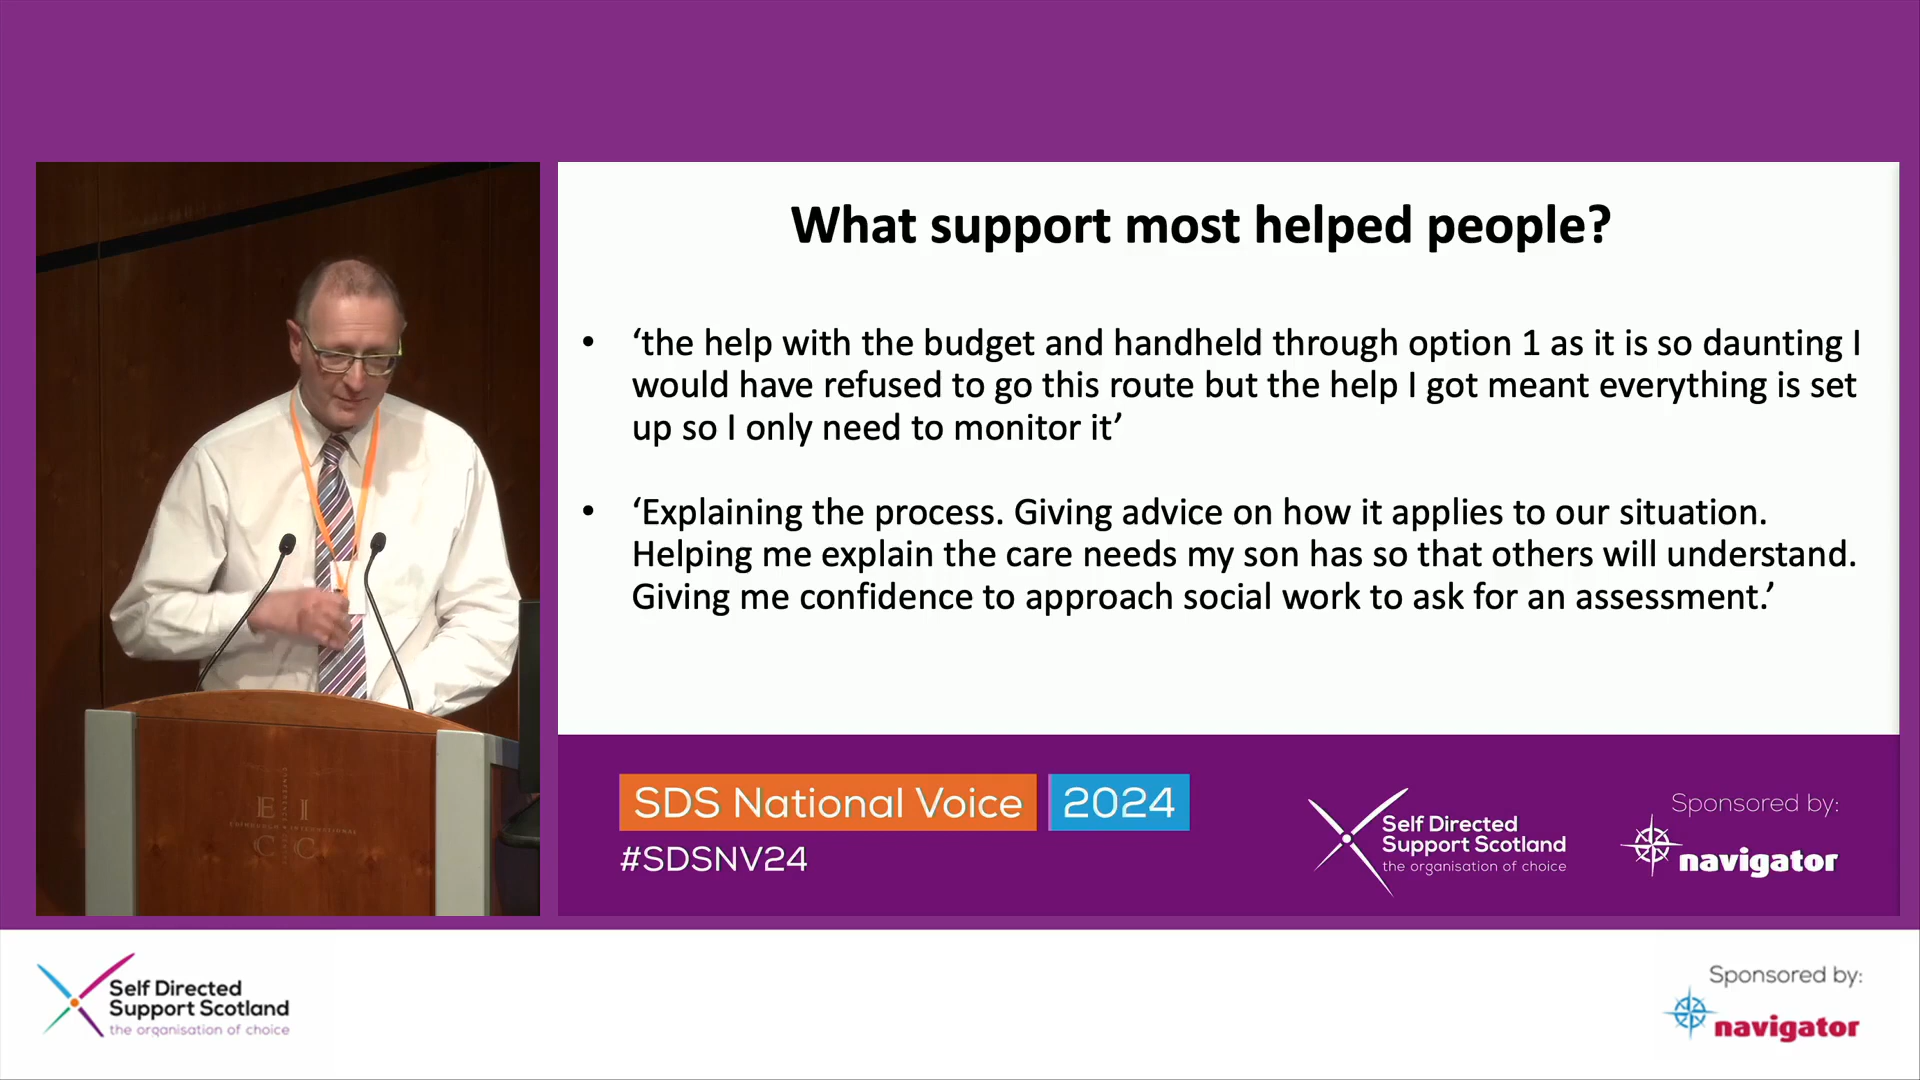 What support most helped people?
• ‘the help with the budget and handheld through option 1 as it is so daunting I
would have refused to go this route but the help I got meant everything is set
up so I only need to monitor it’
• ‘Explaining the process. Giving advice on how it applies to our situation.
Helping me explain the care needs my son has so that others will understand.
Giving me confidence to approach social work to ask for an assessment.’
SDS National Voice 2024
#SDSNV24
Self Directed
Support Scotland
the organisation of choice
Sponsored by:
navigator
E I
EDINBURGH INTERNATIONAL
C C
Self Directed
Support Scotland
the organisation of choice
Sponsored by:
navigator